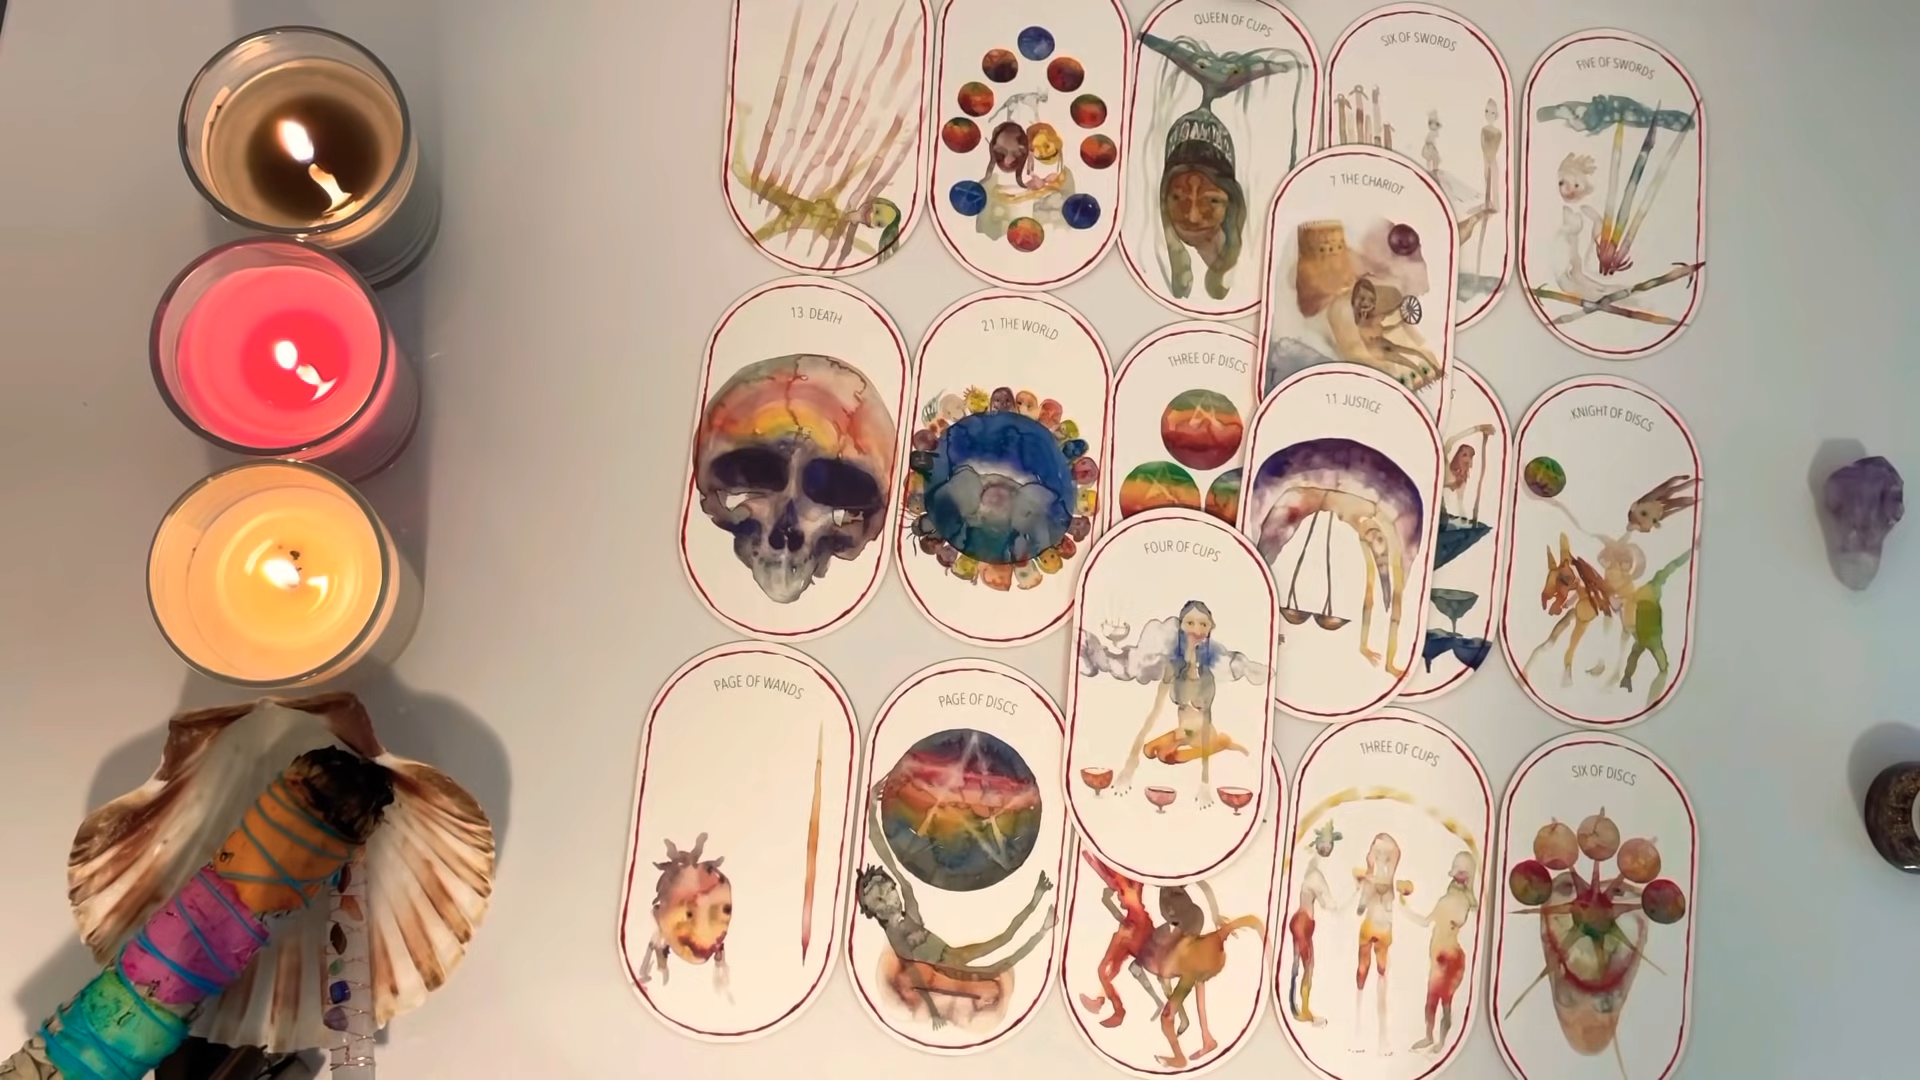 QUEEN OF CUPS
SIX OF SWORDS
FIVE OF SWORDS
7 THE CHARIOT
13 DEATH
21 THE WORLD
THREE OF DISCS
11 JUSTICE
KNIGHT OF DISCS
FOUR OF CUPS
PAGE OF WANDS
PAGE OF DISCS
THREE OF CUPS
SIX OF DISCS